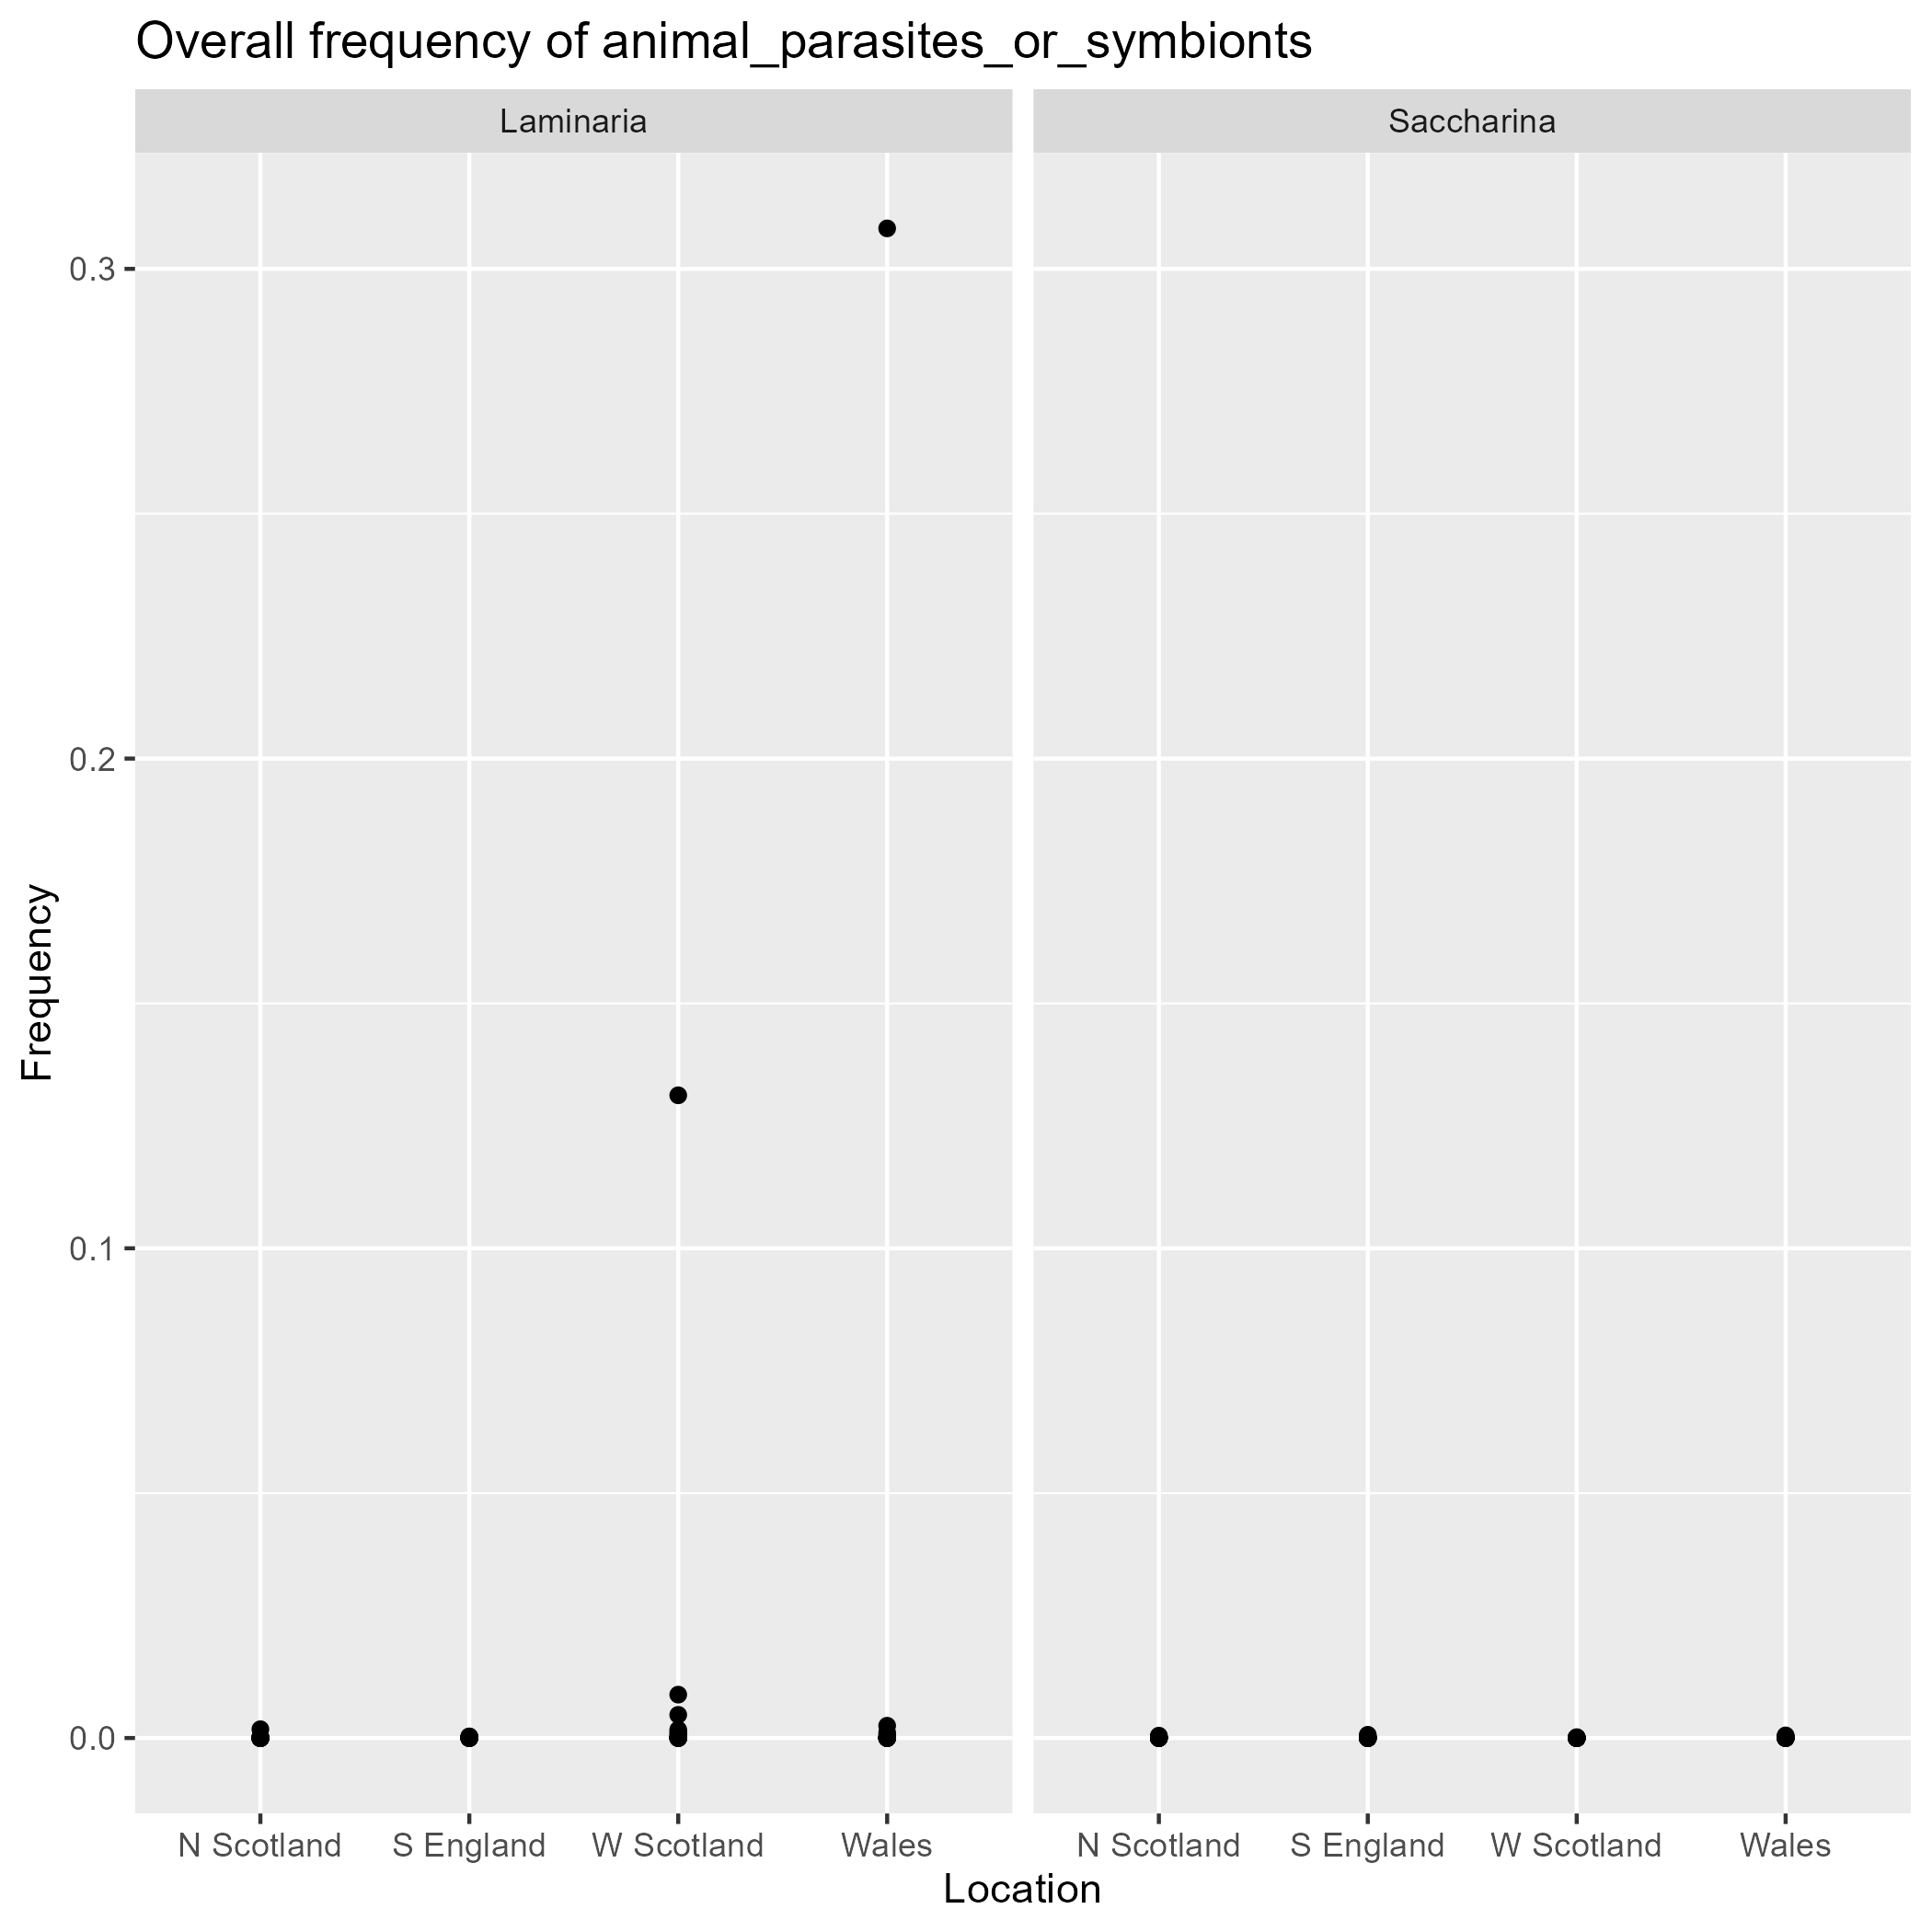 Overall frequency of animal_parasites_or_symbionts
Laminaria
Saccharina
Frequency
0.3
0.2
0.1
0.0
N Scotland S England W Scotland Wales
N Scotland S England W Scotland Wales
Location